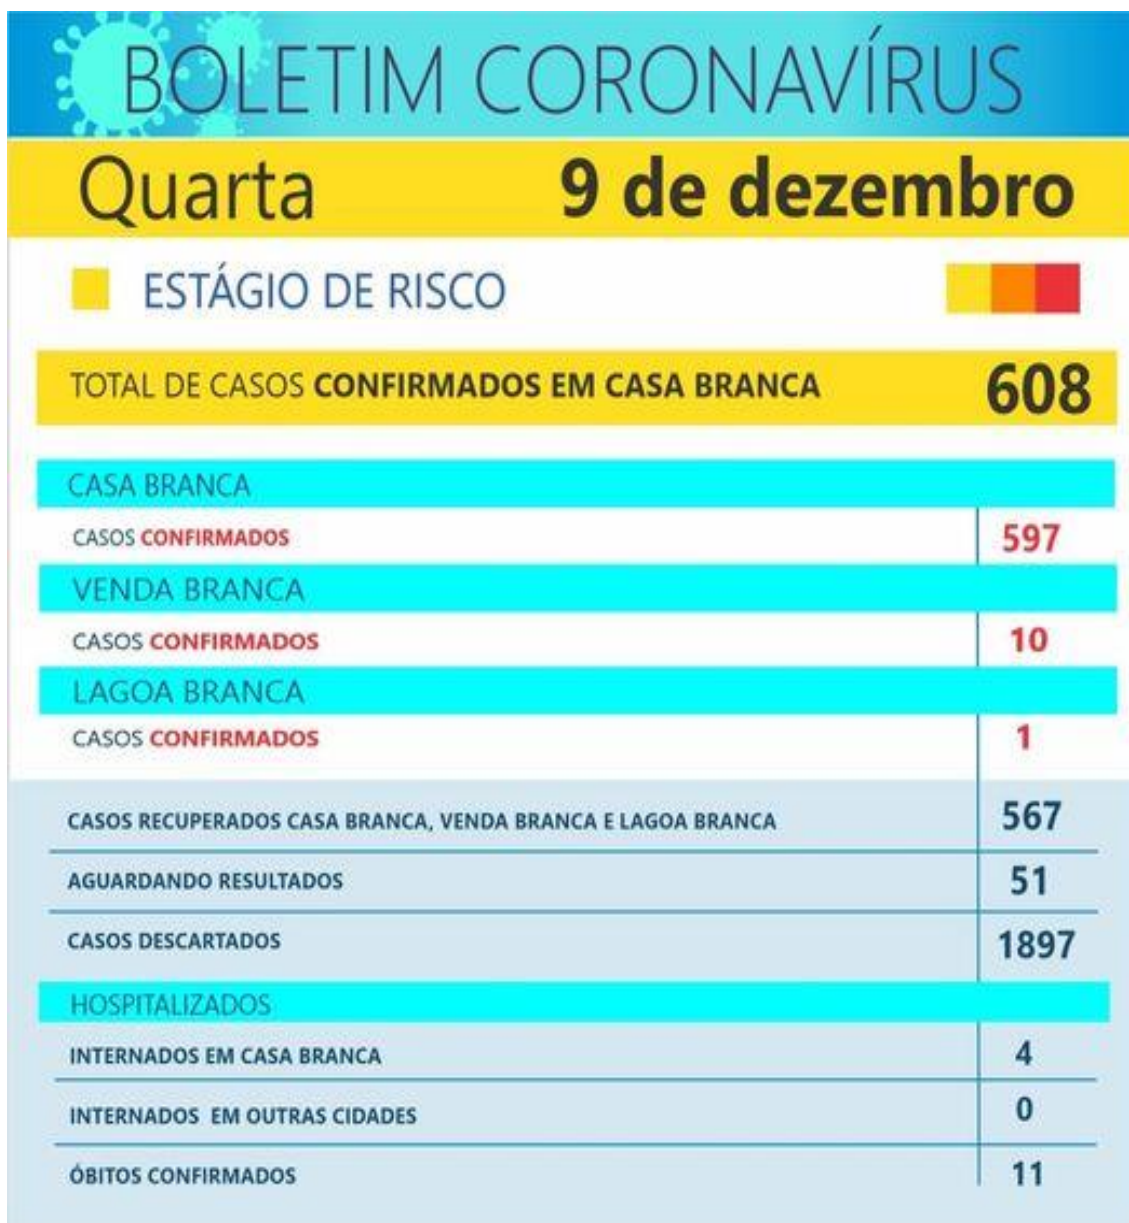 BOLETIM CORONAVÍRUS
Quarta 9 de dezembro
ESTÁGIO DE RISCO
TOTAL DE CASOS CONFIRMADOS EM CASA BRANCA 608
CASA BRANCA
CASOS CONFIRMADOS 597
VENDA BRANCA
CASOS CONFIRMADOS 10
LAGOA BRANCA
CASOS CONFIRMADOS 1
CASOS RECUPERADOS CASA BRANCA, VENDA BRANCA E LAGOA BRANCA 567
AGUARDANDO RESULTADOS 51
CASOS DESCARTADOS 1897
HOSPITALIZADOS
INTERNADOS EM CASA BRANCA 4
INTERNADOS EM OUTRAS CIDADES 0
ÓBITOS CONFIRMADOS 11